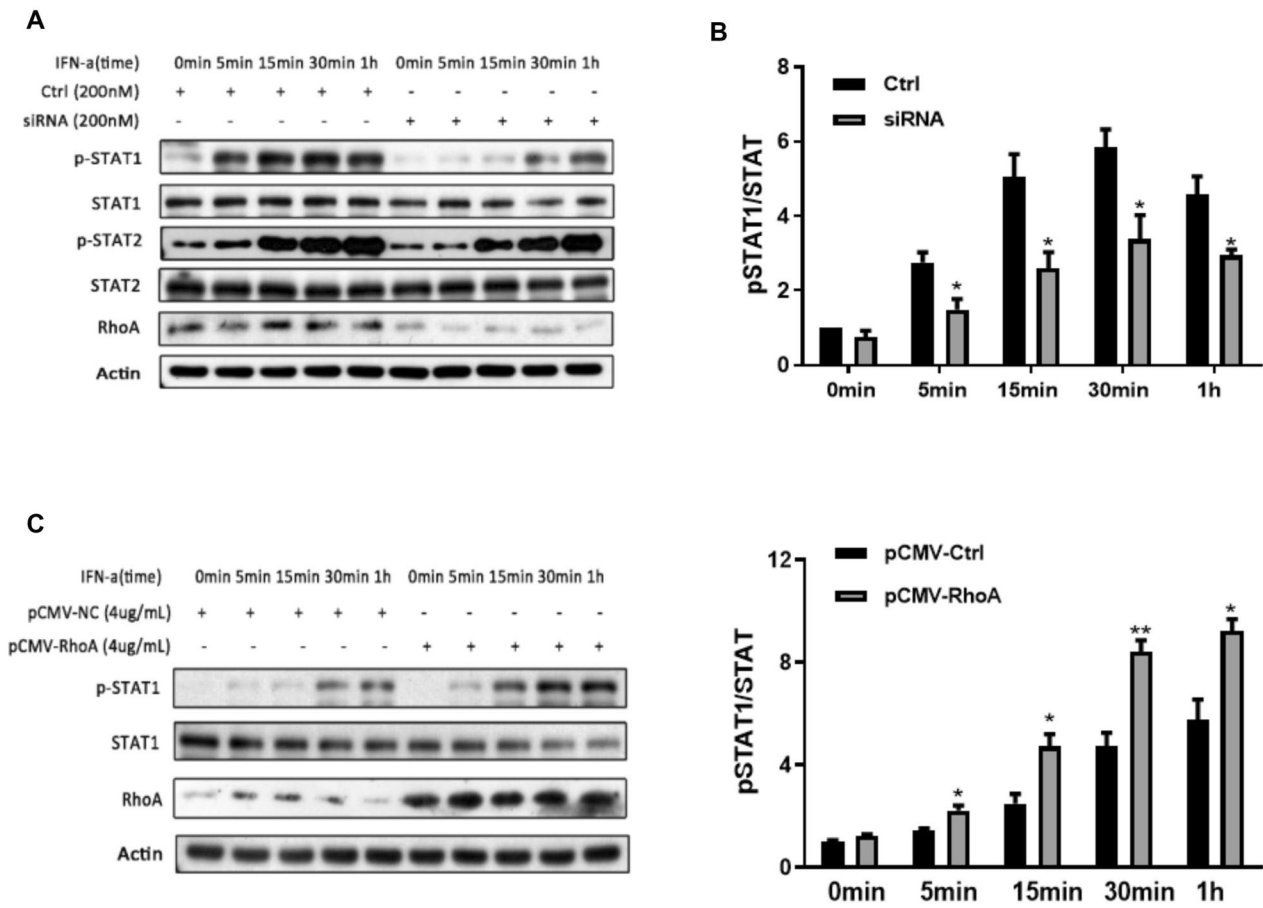 A
IFN-a(time) 0min 5min 15min 30min 1h 0min 5min 15min 30min 1h
Ctrl (200nM) + + + + + - - - - -
siRNA (200nM) - - - - - + + + + +
p-STAT1
STAT1
p-STAT2
STAT2
RhoA
Actin
B
8
6
4
2
0
pSTAT1/STAT
Ctrl
siRNA
* * * *
0min 5min 15min 30min 1h
C
IFN-a(time) 0min 5min 15min 30min 1h 0min 5min 15min 30min 1h
pCMV-NC (4ug/mL) + + + + + - - - - -
pCMV-RhoA (4ug/mL) - - - - - + + + + +
p-STAT1
STAT1
RhoA
Actin
12
8
4
0
pSTAT1/STAT
pCMV-Ctrl
pCMV-RhoA
* * ** *
0min 5min 15min 30min 1h